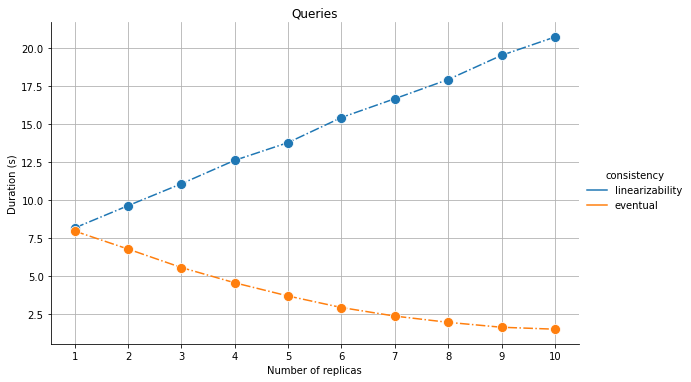 Queries
Duration (s)
20.0
17.5
15.0
12.5
10.0
7.5
5.0
2.5
1 2 3 4 5 6 7 8 9 10
Number of replicas
consistency
linearizability
eventual